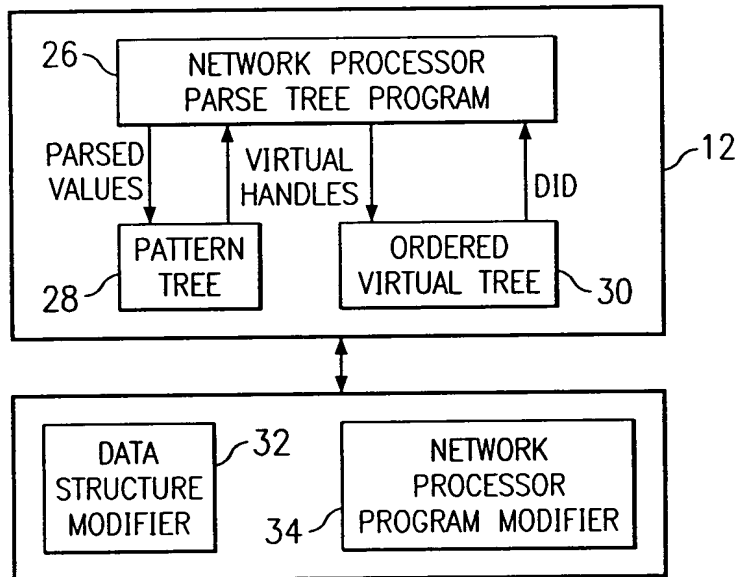 26
NETWORK PROCESSOR
PARSE TREE PROGRAM
12
PARSED
VALUES
VIRTUAL
HANDLES
DID
PATTERN
TREE
28
ORDERED
VIRTUAL TREE
30
DATA
STRUCTURE
MODIFIER
32
NETWORK
PROCESSOR
PROGRAM MODIFIER
34